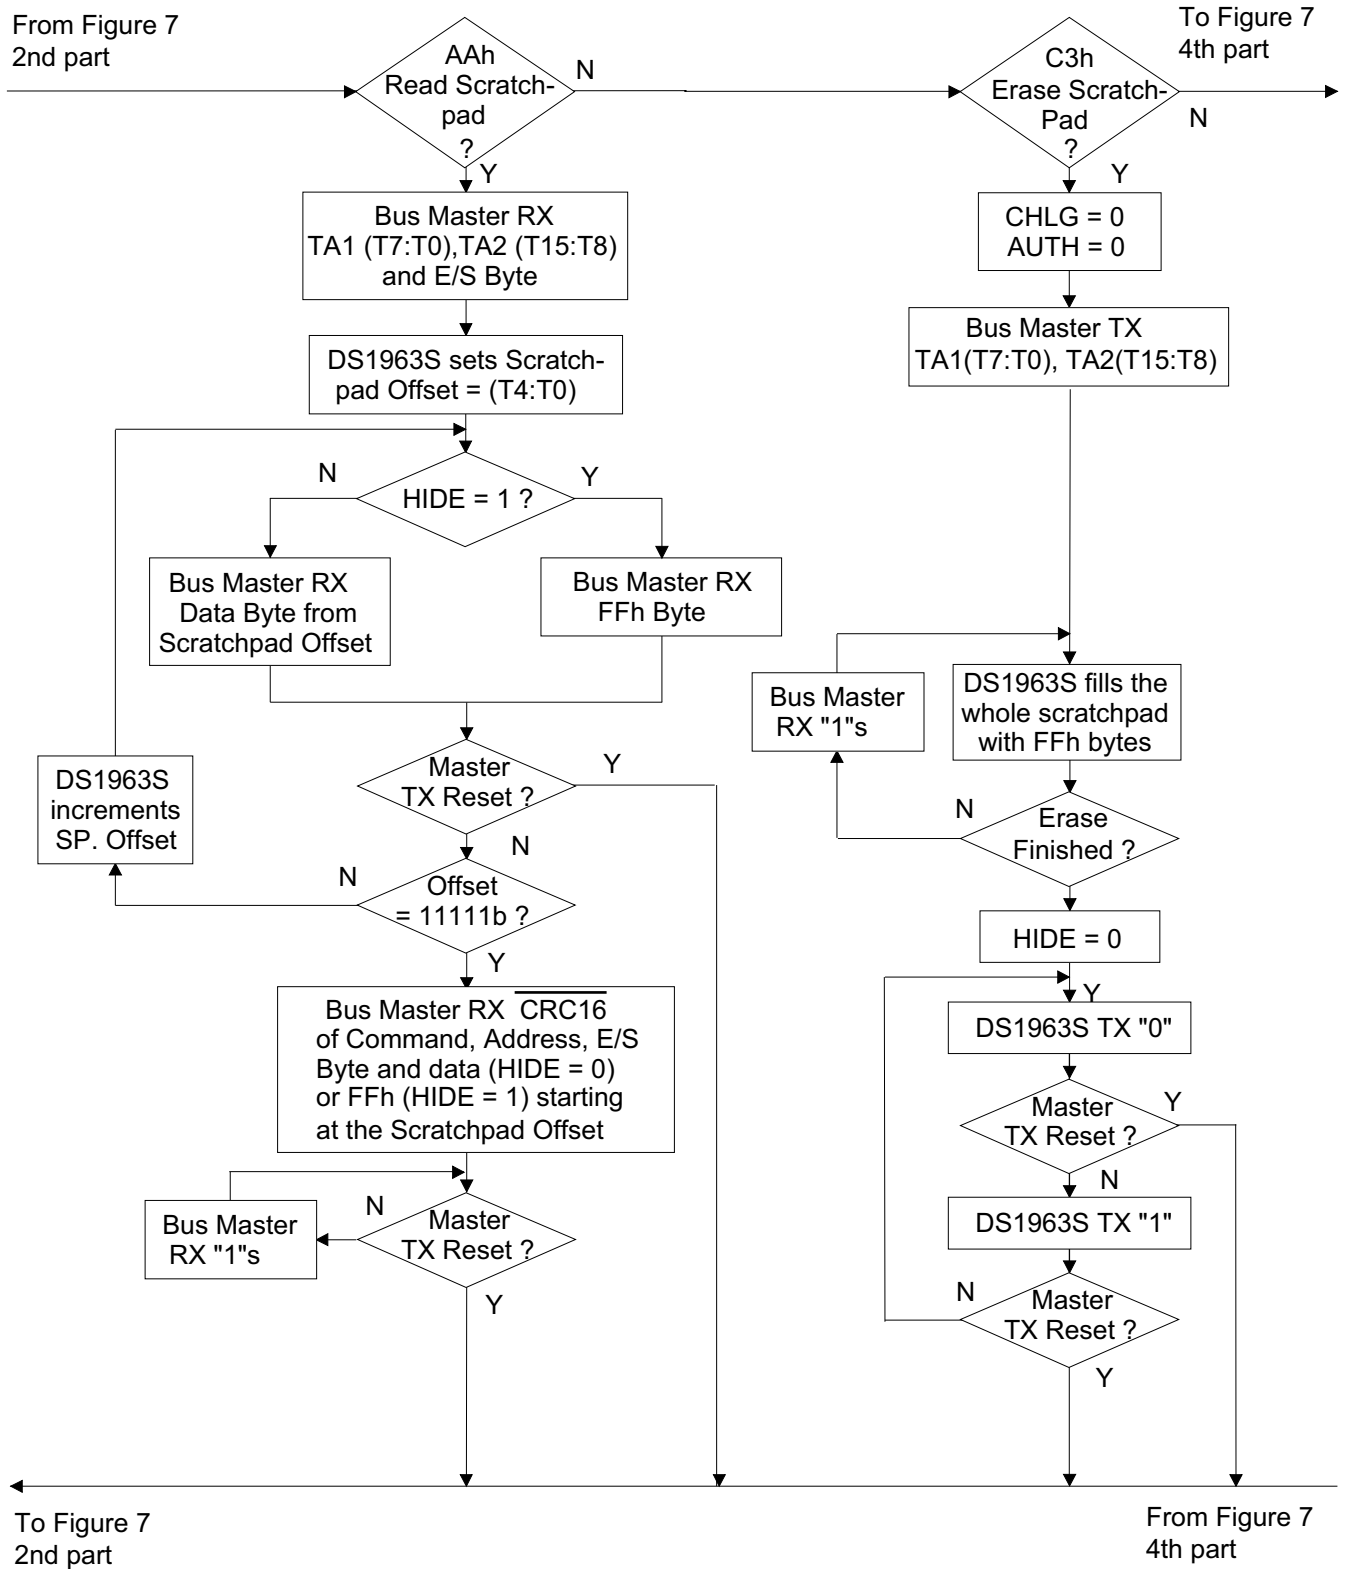 From Figure 7
2nd part
AAh
Read Scratch-
pad
?
N
Y
C3h
Erase Scratch-
Pad
?
N
Y
To Figure 7
4th part
Bus Master RX
TA1 (T7:T0),TA2 (T15:T8)
and E/S Byte
DS1963S sets Scratch-
pad Offset = (T4:T0)
N
HIDE = 1 ?
Y
Bus Master RX
Data Byte from
Scratchpad Offset
Bus Master RX
FFh Byte
DS1963S
increments
SP. Offset
Master
TX Reset ?
Y
N
N
Offset
= 11111b ?
Y
Bus Master RX CRC16
of Command, Address, E/S
Byte and data (HIDE = 0)
or FFh (HIDE = 1) starting
at the Scratchpad Offset
Bus Master
RX "1"s
N
Master
TX Reset ?
Y
CHLG = 0
AUTH = 0
Bus Master TX
TA1(T7:T0), TA2(T15:T8)
Bus Master
RX "1"s
DS1963S fills the
whole scratchpad
with FFh bytes
N
Erase
Finished ?
HIDE = 0
Y
DS1963S TX "0"
Master
TX Reset ?
Y
N
DS1963S TX "1"
N
Master
TX Reset ?
Y
To Figure 7
2nd part
From Figure 7
4th part